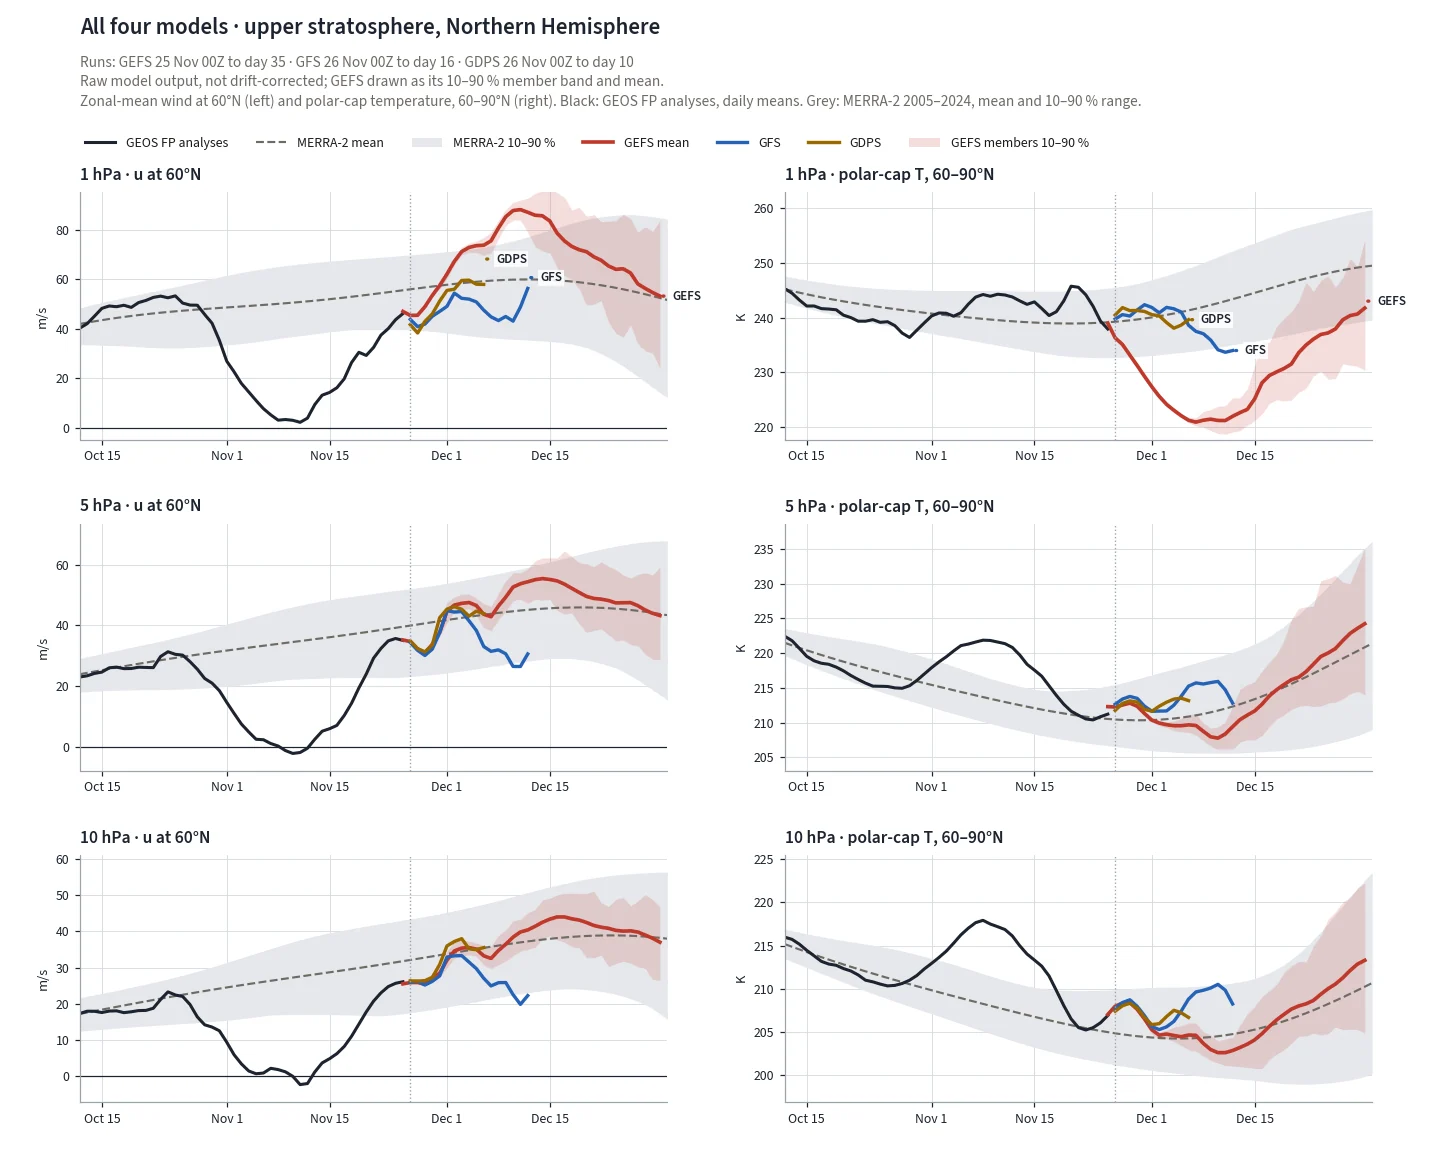 All four models · upper stratosphere, Northern Hemisphere
Runs: GEFS 25 Nov 00Z to day 35 · GFS 26 Nov 00Z to day 16 · GDPS 26 Nov 00Z to day 10
Raw model output, not drift-corrected; GEFS drawn as its 10–90 % member band and mean.
Zonal-mean wind at 60°N (left) and polar-cap temperature, 60–90°N (right). Black: GEOS FP analyses, daily means. Grey: MERRA-2 2005–2024, mean and 10–90 % range.
GEOS FP analyses MERRA-2 mean MERRA-2 10–90 % GEFS mean GFS GDPS GEFS members 10–90 %
1 hPa · u at 60°N
80
60
40
20
0
m/s
GDPS
GFS
GEFS
Oct 15 Nov 1 Nov 15 Dec 1 Dec 15
1 hPa · polar-cap T, 60–90°N
260
250
240
230
220
K
GEFS
GDPS
GFS
Oct 15 Nov 1 Nov 15 Dec 1 Dec 15
5 hPa · u at 60°N
60
40
20
0
m/s
Oct 15 Nov 1 Nov 15 Dec 1 Dec 15
5 hPa · polar-cap T, 60–90°N
235
230
225
220
215
210
205
K
Oct 15 Nov 1 Nov 15 Dec 1 Dec 15
10 hPa · u at 60°N
60
50
40
30
20
10
0
m/s
Oct 15 Nov 1 Nov 15 Dec 1 Dec 15
10 hPa · polar-cap T, 60–90°N
225
220
215
210
205
200
K
Oct 15 Nov 1 Nov 15 Dec 1 Dec 15